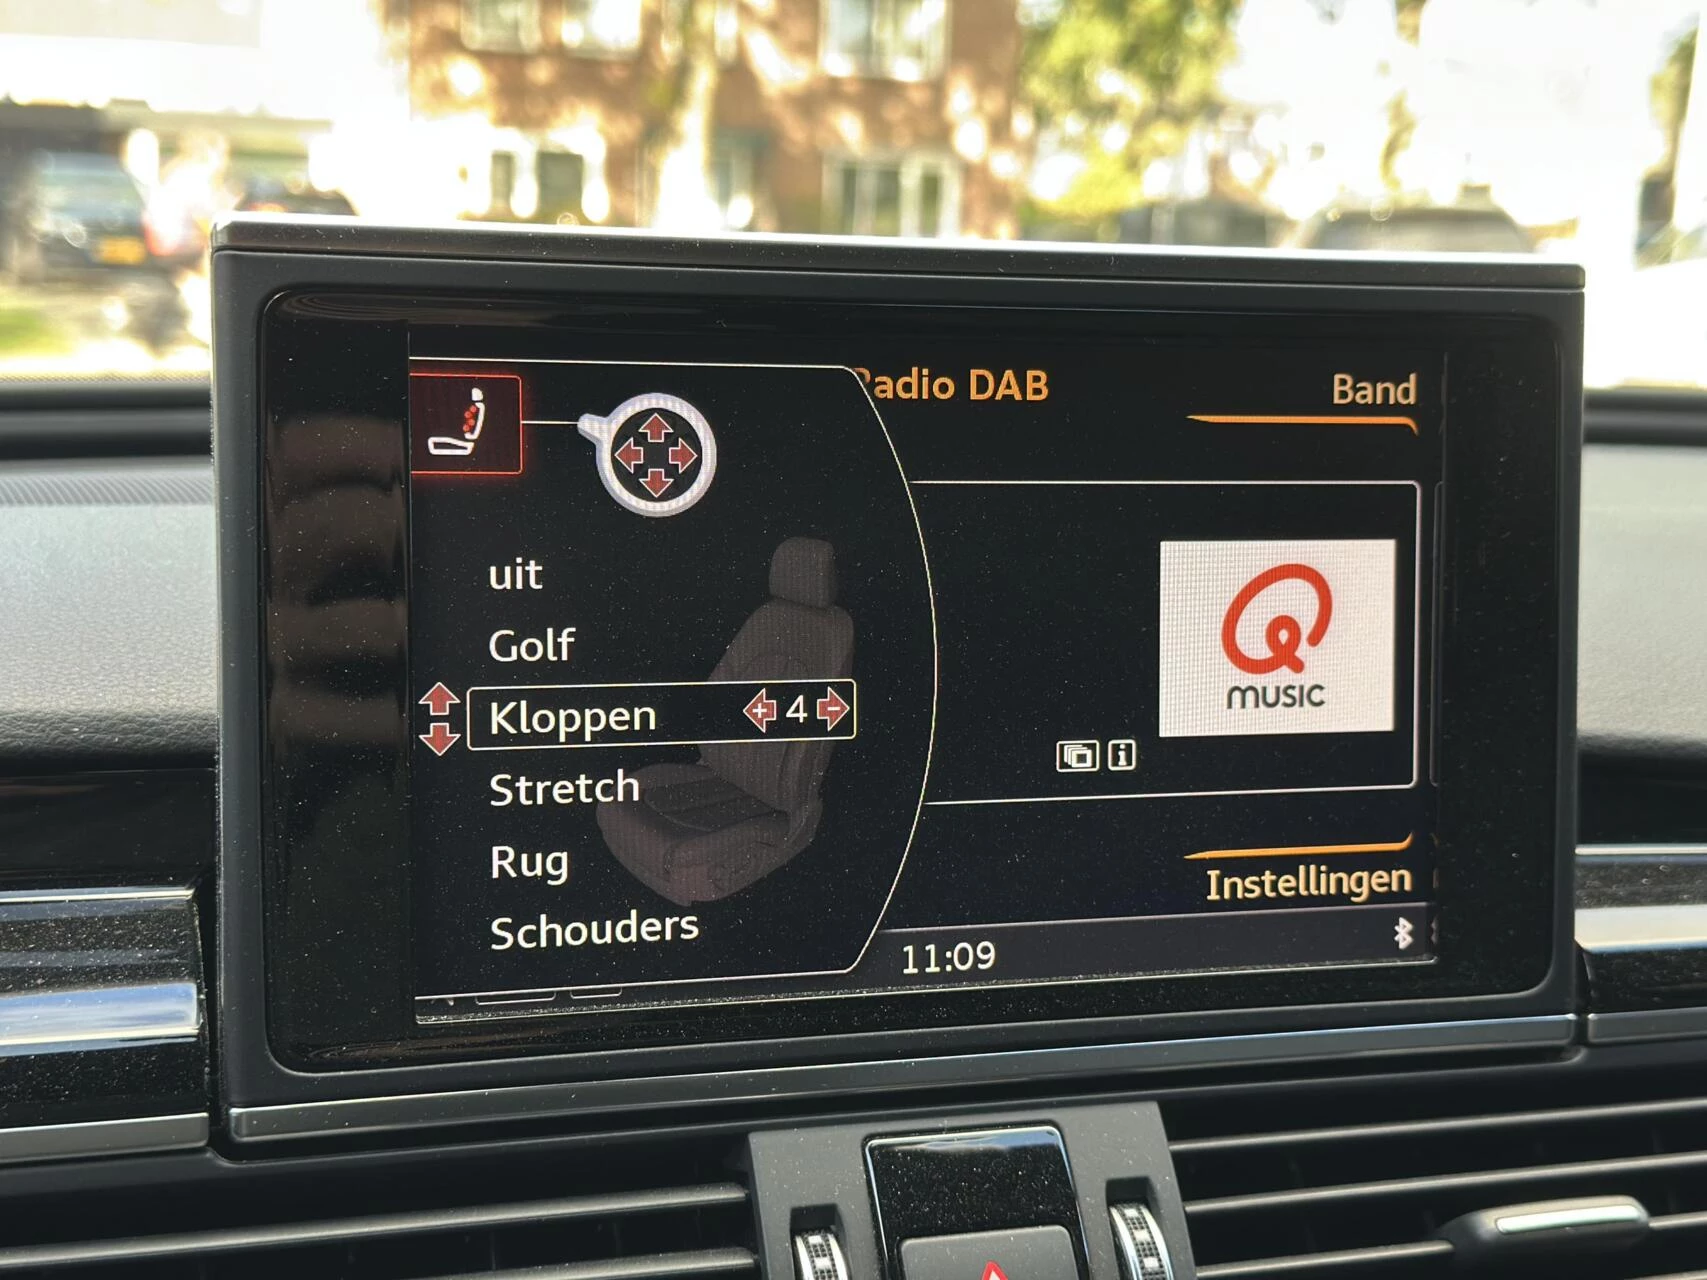 Radio DAB
Band
uit
Golf
Kloppen + 4 -
Stretch
Rug
Schouders
Q
MUSIC
i
Instellingen
11:09